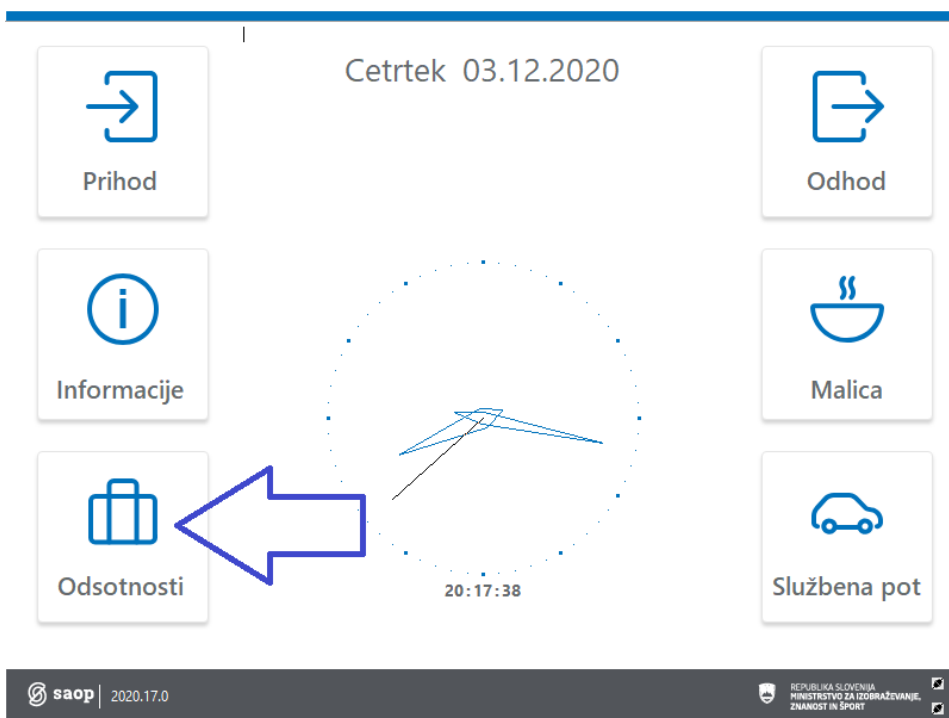 Cetrtek 03.12.2020
Prihod
Odhod
Informacije
Malica
Odsotnosti
Službena pot
20:17:38
saop 2020.17.0
REPUBLIKA SLOVENIJA
MINISTRSTVO ZA IZOBRAŽEVANJE,
ZNANOST IN ŠPORT